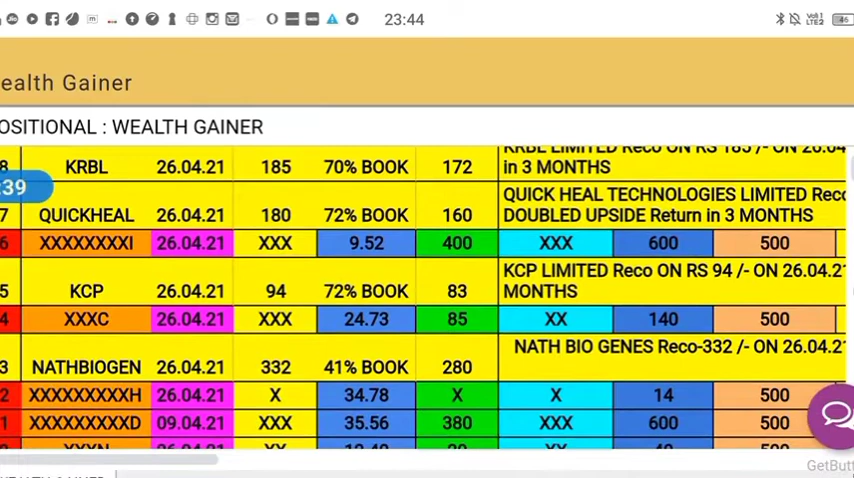 23:44
ealth Gainer
OSITIONAL : WEALTH GAINER
8 KRBL 26.04.21 185 70% BOOK 172 KRBL LIMITED Reco ON RS 185 /- ON 26.04
in 3 MONTHS
:39
7 QUICKHEAL 26.04.21 180 72% BOOK 160 QUICK HEAL TECHNOLOGIES LIMITED Reco
DOUBLED UPSIDE Return in 3 MONTHS
6 XXXXXXXXI 26.04.21 XXX 9.52 400 XXX 600 500
5 KCP 26.04.21 94 72% BOOK 83 KCP LIMITED Reco ON RS 94 /- ON 26.04.21
MONTHS
4 XXXC 26.04.21 XXX 24.73 85 XX 140 500
3 NATHBIOGEN 26.04.21 332 41% BOOK 280 NATH BIO GENES Reco-332 /- ON 26.04.21
2 XXXXXXXXXH 26.04.21 X 34.78 X X 14 500
1 XXXXXXXXXD 09.04.21 XXX 35.56 380 XXX 600 500
XXXN 26.04.21 XX XX 500
GetButt